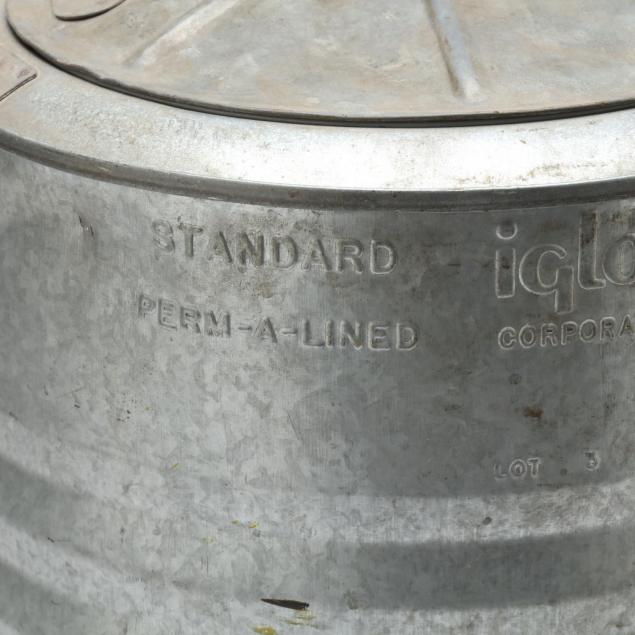 STANDARD
PERM-A-LINED
iglo
CORPORA
LOT 3